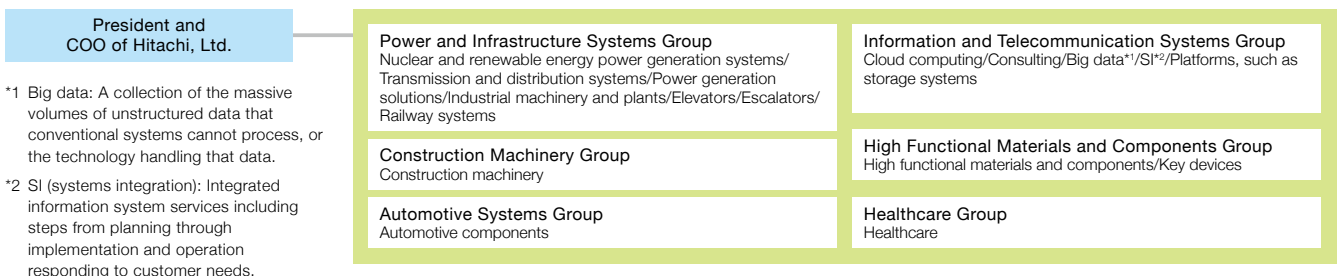 President and
COO of Hitachi, Ltd.
*1 Big data: A collection of the massive
volumes of unstructured data that
conventional systems cannot process, or
the technology handling that data.
*2 SI (systems integration): Integrated
information system services including
steps from planning through
implementation and operation
responding to customer needs.
Power and Infrastructure Systems Group
Nuclear and renewable energy power generation systems/
Transmission and distribution systems/Power generation
solutions/Industrial machinery and plants/Elevators/Escalators/
Railway systems
Construction Machinery Group
Construction machinery
Automotive Systems Group
Automotive components
Information and Telecommunication Systems Group
Cloud computing/Consulting/Big data*1/SI*2/Platforms, such as
storage systems
High Functional Materials and Components Group
High functional materials and components/Key devices
Healthcare Group
Healthcare